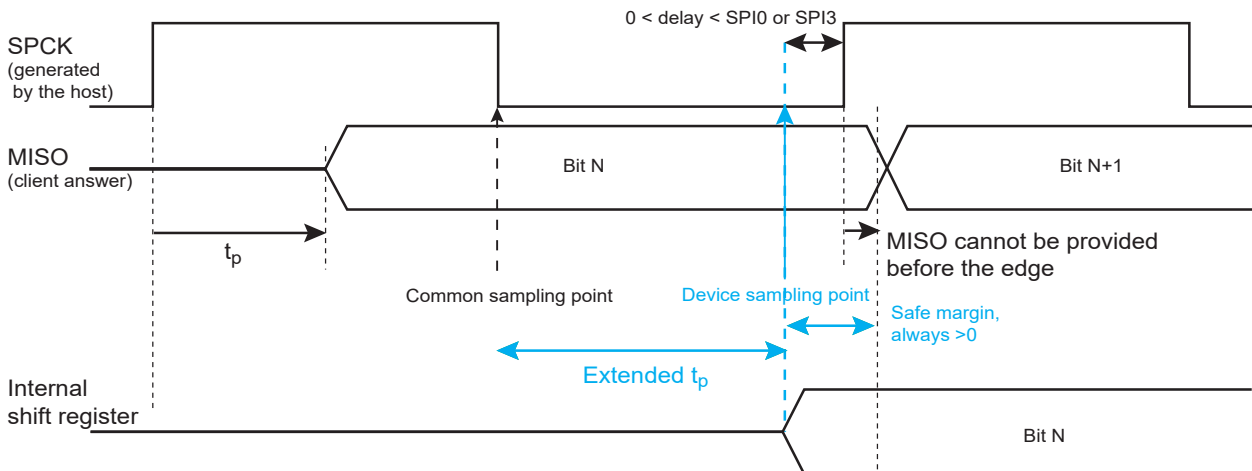 0 < delay < SPI0 or SPI3
SPCK
(generated
by the host)
MISO
(client answer)
Bit N
Bit N+1
tp
MISO cannot be provided
before the edge
Common sampling point
Device sampling point
Safe margin,
always >0
Extended tp
Internal
shift register
Bit N